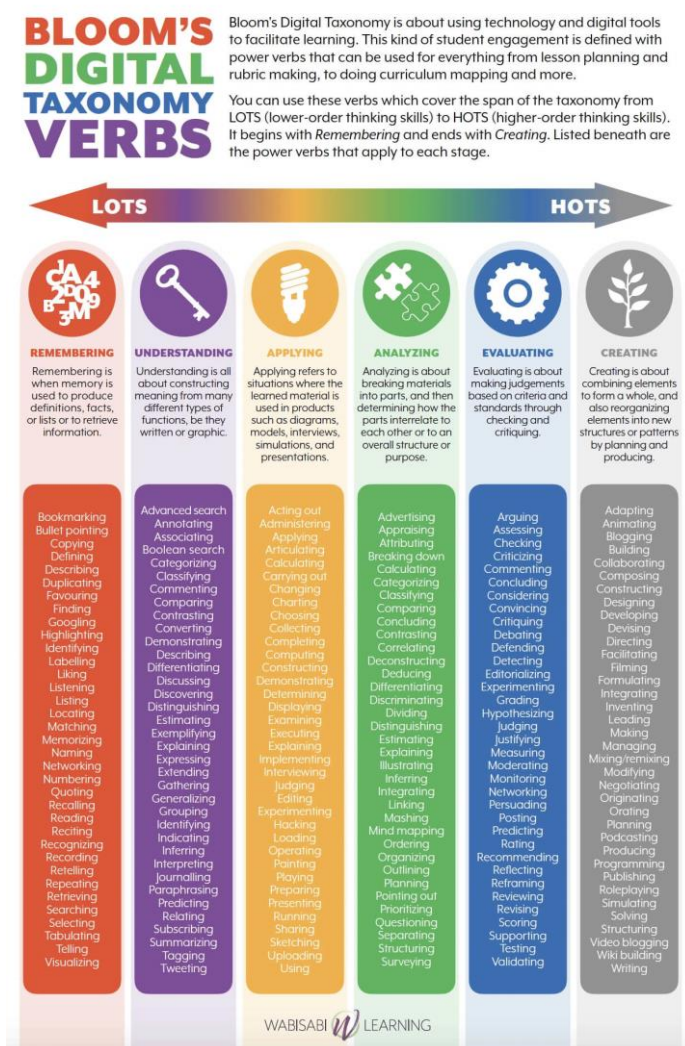 BLOOM'S
DIGITAL
TAXONOMY
VERBS
Bloom's Digital Taxonomy is about using technology and digital tools
to facilitate learning. This kind of student engagement is defined with
power verbs that can be used for everything from lesson planning and
rubric making, to doing curriculum mapping and more.
You can use these verbs which cover the span of the taxonomy from
LOTS (lower-order thinking skills) to HOTS (higher-order thinking skills).
It begins with Remembering and ends with Creating. Listed beneath are
the power verbs that apply to each stage.
LOTS
HOTS
REMEMBERING
Remembering is
when memory is
used to produce
definitions, facts,
or lists or to retrieve
information.
Bookmarking
Bullet pointing
Copying
Defining
Describing
Duplicating
Favouring
Finding
Googling
Highlighting
Identifying
Labelling
Liking
Listening
Listing
Locating
Matching
Memorizing
Naming
Networking
Numbering
Quoting
Recalling
Reading
Reciting
Recognizing
Recording
Retelling
Repeating
Retrieving
Searching
Selecting
Tabulating
Telling
Visualizing
UNDERSTANDING
Understanding is all
about constructing
meaning from many
different types of
functions, be they
written or graphic.
Advanced search
Annotating
Associating
Boolean search
Categorizing
Classifying
Commenting
Comparing
Contrasting
Converting
Demonstrating
Describing
Differentiating
Discussing
Discovering
Distinguishing
Estimating
Exemplifying
Explaining
Expressing
Extending
Gathering
Generalizing
Grouping
Identifying
Indicating
Inferring
Interpreting
Journalling
Paraphrasing
Predicting
Relating
Subscribing
Summarizing
Tagging
Tweeting
APPLYING
Applying refers to
situations where the
learned material is
used in products
such as diagrams,
models, interviews,
simulations, and
presentations.
Acting out
Administering
Applying
Articulating
Calculating
Carrying out
Changing
Charting
Choosing
Collecting
Completing
Computing
Constructing
Demonstrating
Determining
Displaying
Examining
Executing
Explaining
Implementing
Interviewing
Judging
Editing
Experimenting
Hacking
Loading
Operating
Painting
Playing
Preparing
Presenting
Running
Sharing
Sketching
Uploading
Using
ANALYZING
Analyzing is about
breaking materials
into parts, and then
determining how the
parts interrelate to
each other or to an
overall structure or
purpose.
Advertising
Appraising
Attributing
Breaking down
Calculating
Categorizing
Classifying
Comparing
Concluding
Contrasting
Correlating
Deconstructing
Deducing
Differentiating
Discriminating
Dividing
Distinguishing
Estimating
Explaining
Illustrating
Inferring
Integrating
Linking
Mashing
Mind mapping
Ordering
Organizing
Outlining
Planning
Pointing out
Prioritizing
Questioning
Separating
Structuring
Surveying
EVALUATING
Evaluating is about
making judgements
based on criteria and
standards through
checking and
critiquing.
Arguing
Assessing
Checking
Criticizing
Commenting
Concluding
Considering
Convincing
Critiquing
Debating
Defending
Detecting
Editorializing
Experimenting
Grading
Hypothesizing
Judging
Justifying
Measuring
Moderating
Monitoring
Networking
Persuading
Posting
Predicting
Rating
Recommending
Reflecting
Reframing
Reviewing
Revising
Scoring
Supporting
Testing
Validating
CREATING
Creating is about
combining elements
to form a whole, and
also reorganizing
elements into new
structures or patterns
by planning and
producing.
Adapting
Animating
Blogging
Building
Collaborating
Composing
Constructing
Designing
Developing
Devising
Directing
Facilitating
Filming
Formulating
Integrating
Inventing
Leading
Making
Managing
Mixing/remixing
Modifying
Negotiating
Originating
Orating
Planning
Podcasting
Producing
Programming
Publishing
Roleplaying
Simulating
Solving
Structuring
Video blogging
Wiki building
Writing
WABISABI W LEARNING